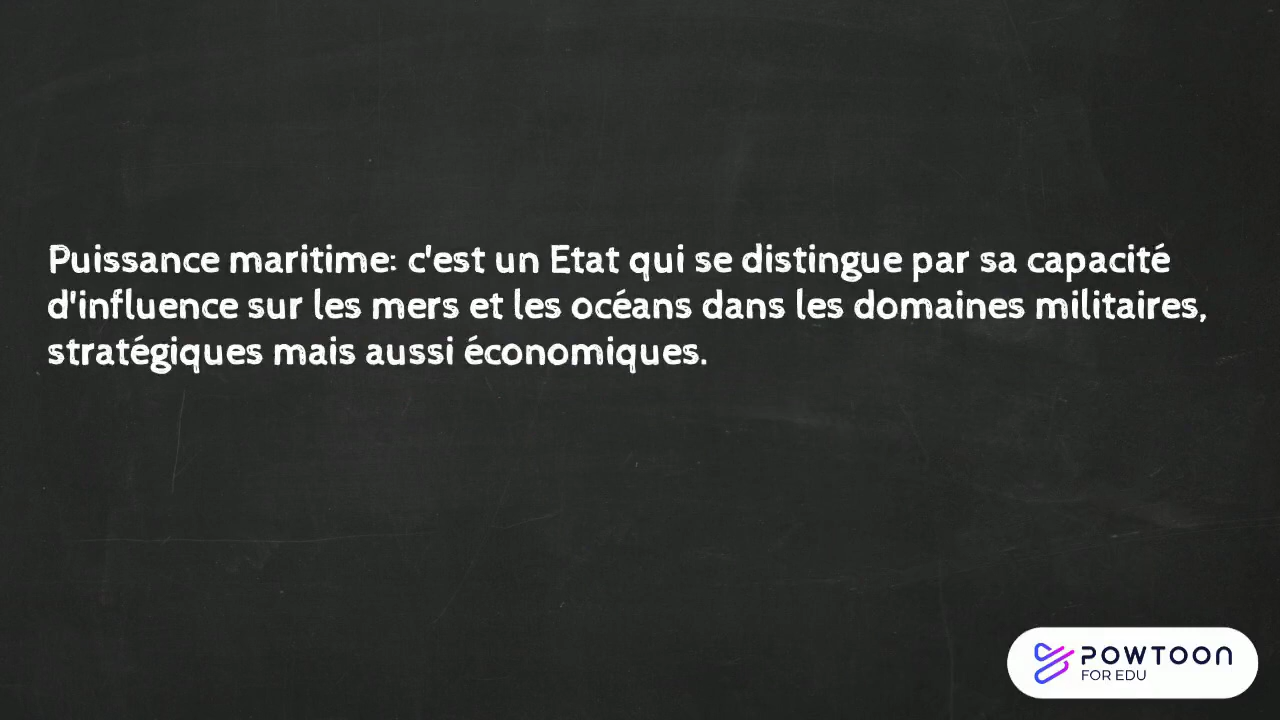 Puissance maritime: c'est un Etat qui se distingue par sa capacité
d'influence sur les mers et les océans dans les domaines militaires,
stratégiques mais aussi économiques.
POWTOON
FOR EDU